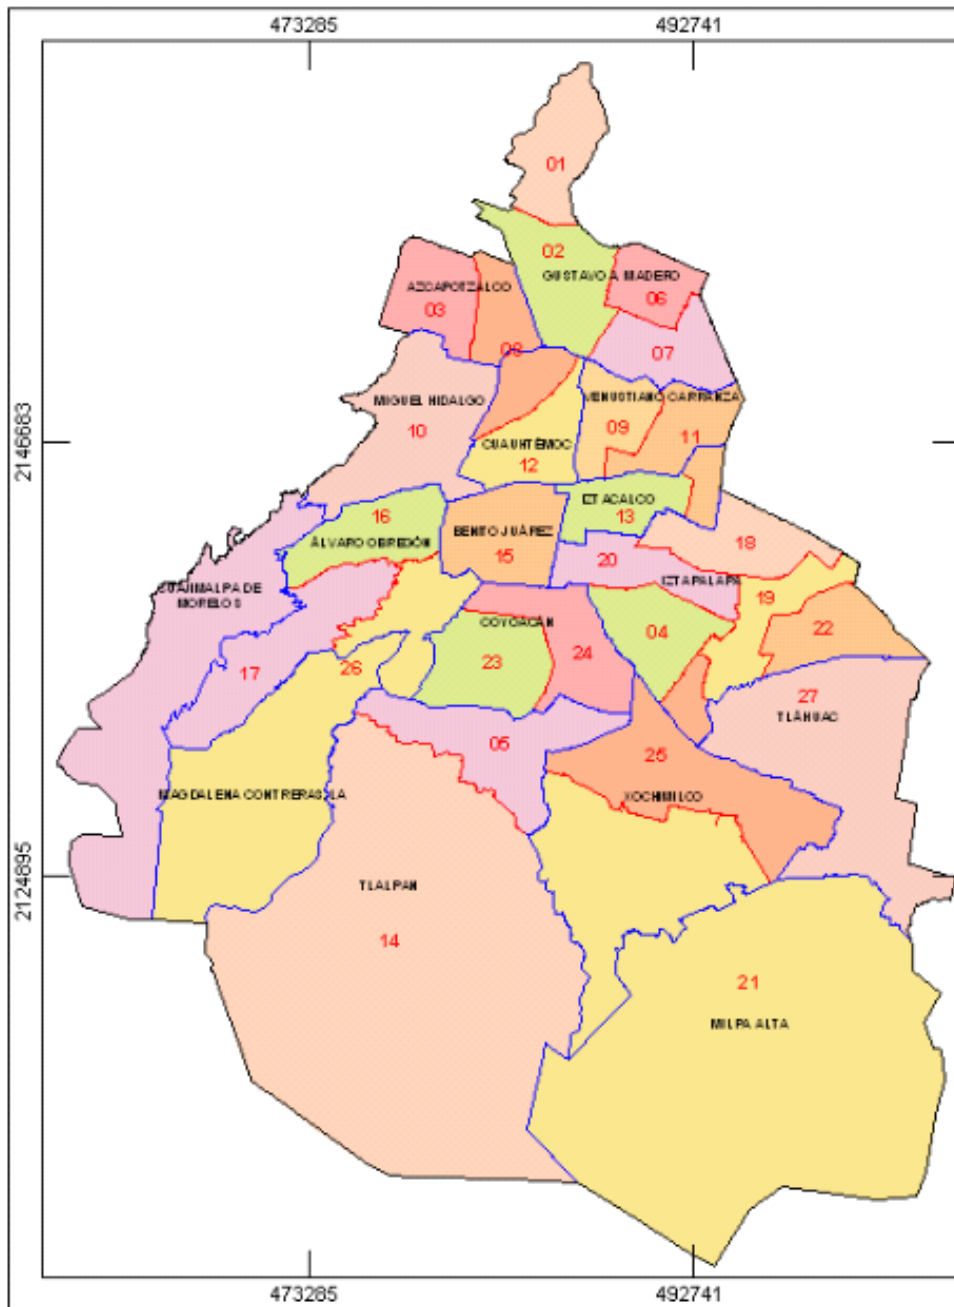 473285 492741
01
02
GUSTAVO A MADERO
AZCAPOTZALCO
06
03
08
07
MIGUEL HIDALGO
VENUSTIANO CARRANZA
10
09
11
2146683
CUAUHTÉMOC
12
IZTACALCO
16
13
BENITO JUÁREZ
ÁLVARO OBREGÓN
18
15
20
IZTAPALAPA
CUAJIMALPA DE
MORELOS
19
COYOACÁN
04
22
23
24
26
17
27
TLÁHUAC
05
25
MAGDALENA CONTRERAS, LA
XOCHIMILCO
2124895
TLALPAN
14
21
MILPA ALTA
473285 492741